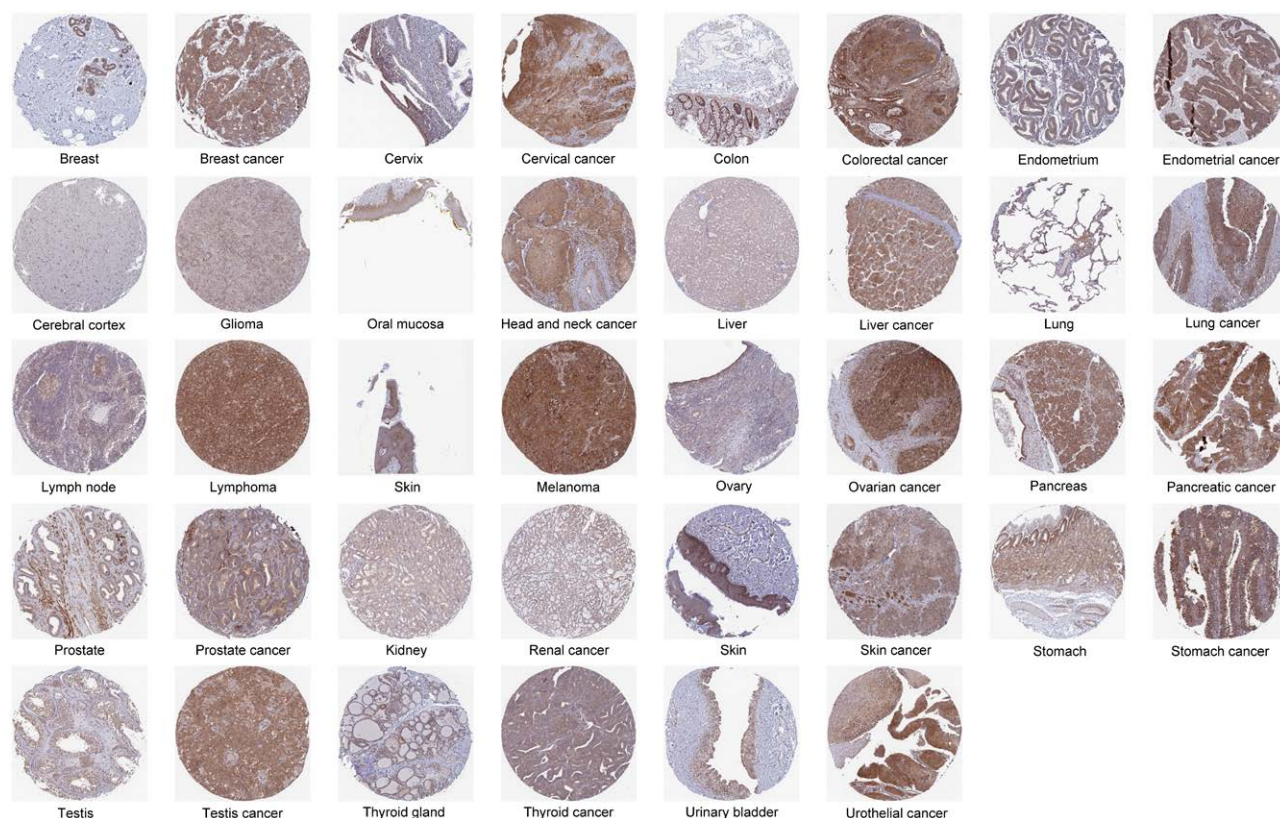 Breast
Breast cancer
Cervix
Cervical cancer
Colon
Colorectal cancer
Endometrium
Endometrial cancer
Cerebral cortex
Glioma
Oral mucosa
Head and neck cancer
Liver
Liver cancer
Lung
Lung cancer
Lymph node
Lymphoma
Skin
Melanoma
Ovary
Ovarian cancer
Pancreas
Pancreatic cancer
Prostate
Prostate cancer
Kidney
Renal cancer
Skin
Skin cancer
Stomach
Stomach cancer
Testis
Testis cancer
Thyroid gland
Thyroid cancer
Urinary bladder
Urothelial cancer